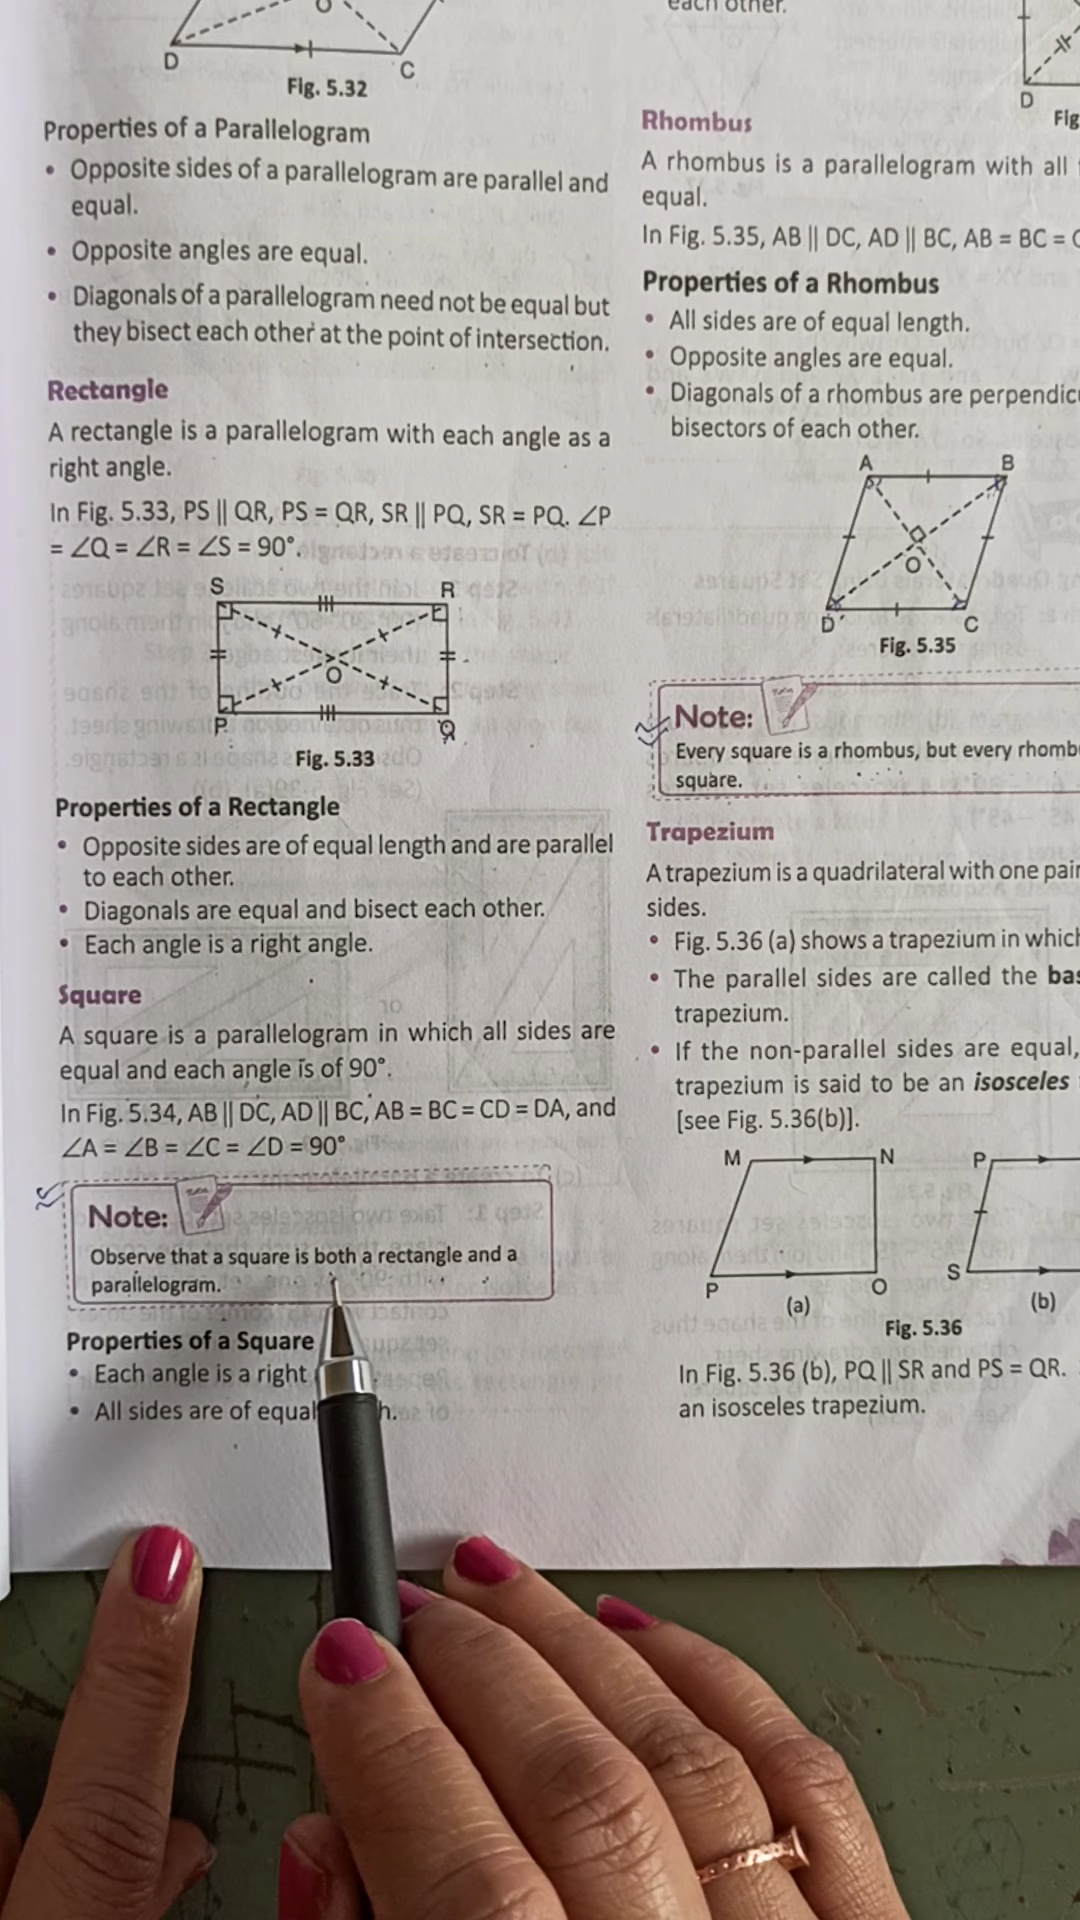 O
D
C
Fig. 5.32
Properties of a Parallelogram
• Opposite sides of a parallelogram are parallel and
equal.
• Opposite angles are equal.
• Diagonals of a parallelogram need not be equal but
they bisect each other at the point of intersection.
Rectangle
A rectangle is a parallelogram with each angle as a
right angle.
In Fig. 5.33, PS || QR, PS = QR, SR || PQ, SR = PQ. ∠P
= ∠Q = ∠R = ∠S = 90°.
S R
O
P Q
Fig. 5.33
Properties of a Rectangle
• Opposite sides are of equal length and are parallel
to each other.
• Diagonals are equal and bisect each other.
• Each angle is a right angle.
Square
A square is a parallelogram in which all sides are
equal and each angle is of 90°.
In Fig. 5.34, AB || DC, AD || BC, AB = BC = CD = DA, and
∠A = ∠B = ∠C = ∠D = 90°.
Note:
Observe that a square is both a rectangle and a
parallelogram.
Properties of a Square
• Each angle is a right
• All sides are of equal h.
each other.
D
Fig
Rhombus
A rhombus is a parallelogram with all
equal.
In Fig. 5.35, AB || DC, AD || BC, AB = BC =
Properties of a Rhombus
• All sides are of equal length.
• Opposite angles are equal.
• Diagonals of a rhombus are perpendic
bisectors of each other.
A B
O
D C
Fig. 5.35
Note:
Every square is a rhombus, but every rhomb
square.
Trapezium
A trapezium is a quadrilateral with one pair
sides.
• Fig. 5.36 (a) shows a trapezium in which
• The parallel sides are called the bas
trapezium.
• If the non-parallel sides are equal,
trapezium is said to be an isosceles
[see Fig. 5.36(b)].
M N P
P O S
(a) (b)
Fig. 5.36
In Fig. 5.36 (b), PQ || SR and PS = QR.
an isosceles trapezium.